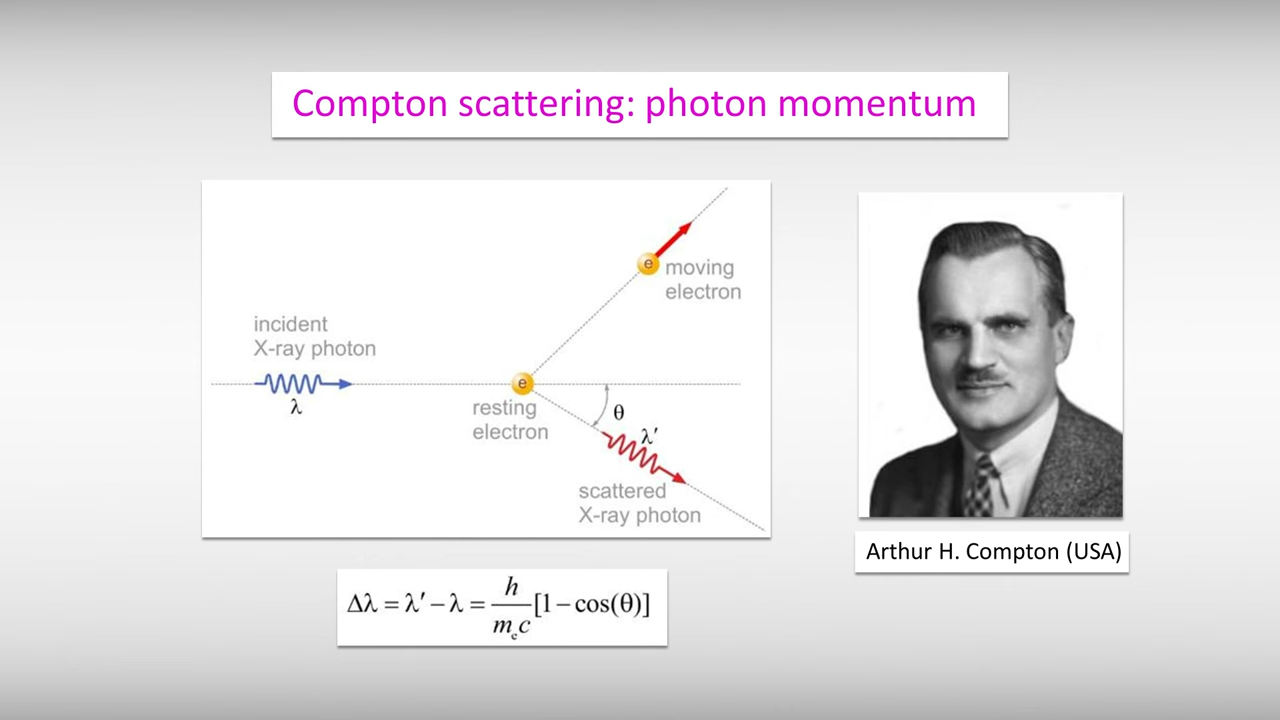 Compton scattering: photon momentum
incident
X-ray photon
λ
e
moving
electron
e
resting
electron
θ
λ′
scattered
X-ray photon
Arthur H. Compton (USA)
Δλ = λ′ − λ = h/(mₑc) [1 − cos(θ)]